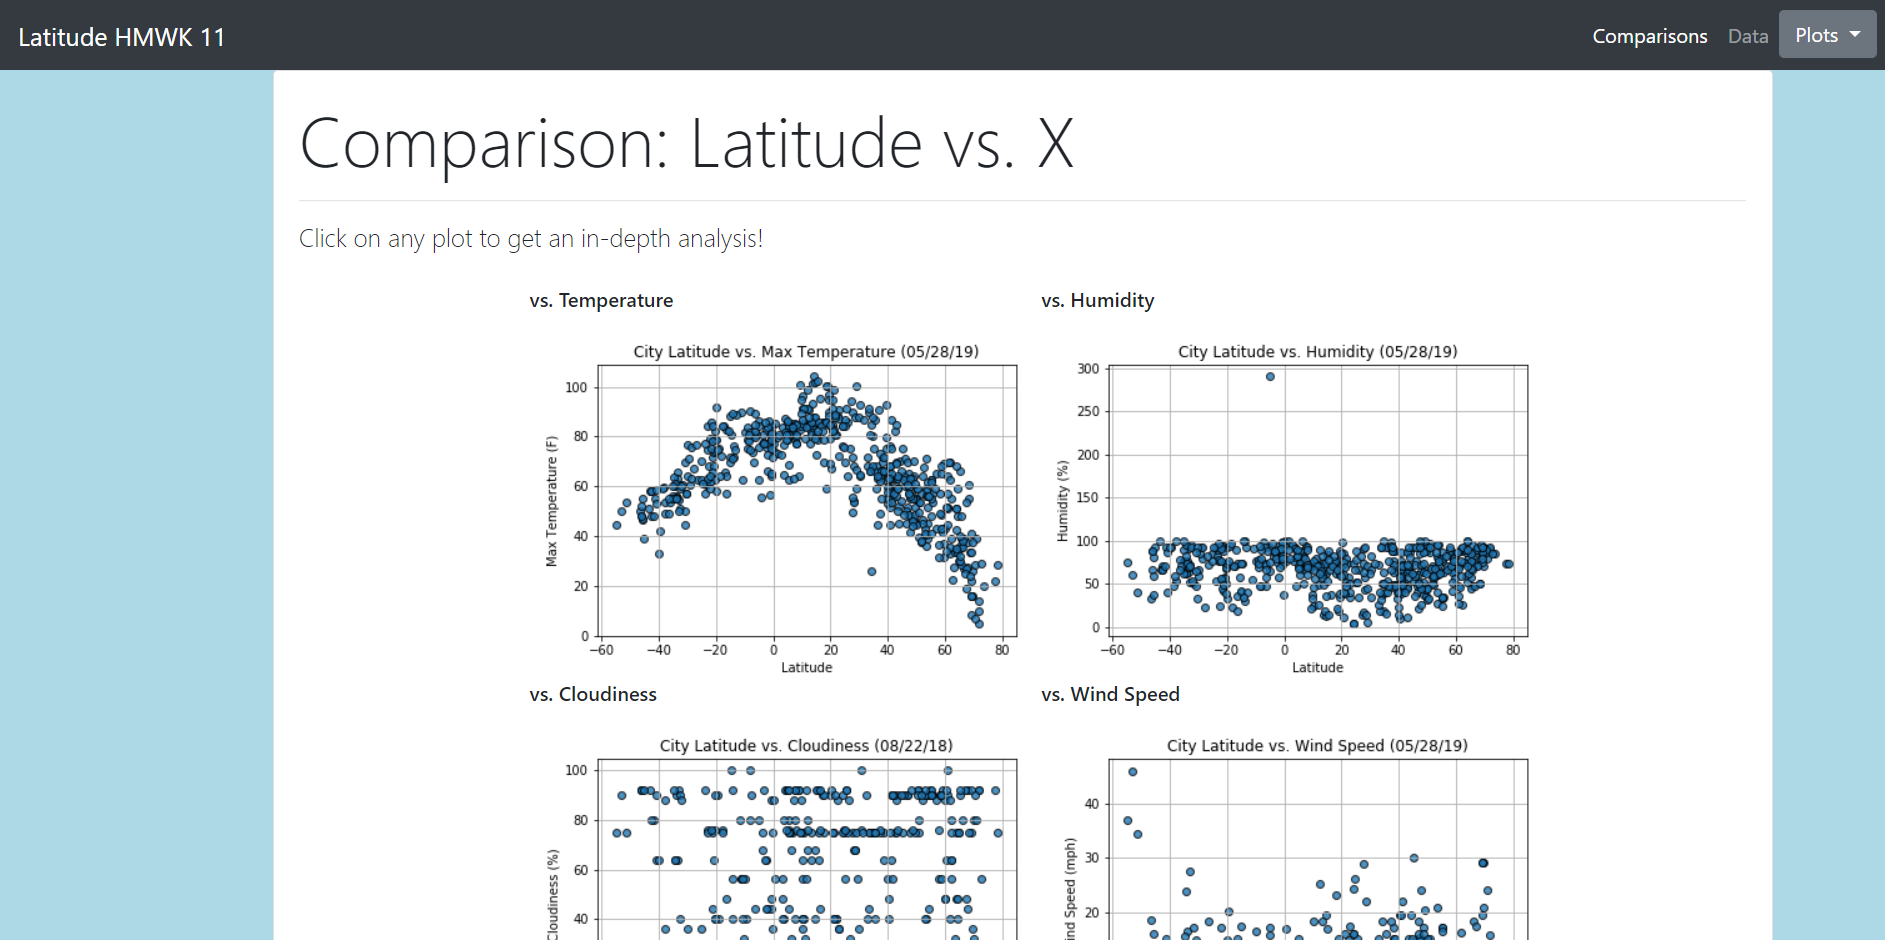 Latitude HMWK 11
Comparisons Data Plots
Comparison: Latitude vs. X
Click on any plot to get an in-depth analysis!
vs. Temperature
City Latitude vs. Max Temperature (05/28/19)
Max Temperature (F)
100
80
60
40
20
0
−60 −40 −20 0 20 40 60 80
Latitude
vs. Humidity
City Latitude vs. Humidity (05/28/19)
Humidity (%)
300
250
200
150
100
50
0
−60 −40 −20 0 20 40 60 80
Latitude
vs. Cloudiness
City Latitude vs. Cloudiness (08/22/18)
Cloudiness (%)
100
80
60
40
vs. Wind Speed
City Latitude vs. Wind Speed (05/28/19)
ind Speed (mph)
40
30
20